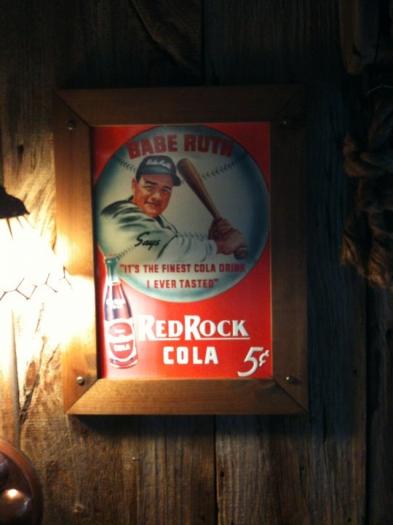 BABE RUTH
Says
"IT'S THE FINEST COLA DRINK
I EVER TASTED"
RED ROCK
COLA
5¢